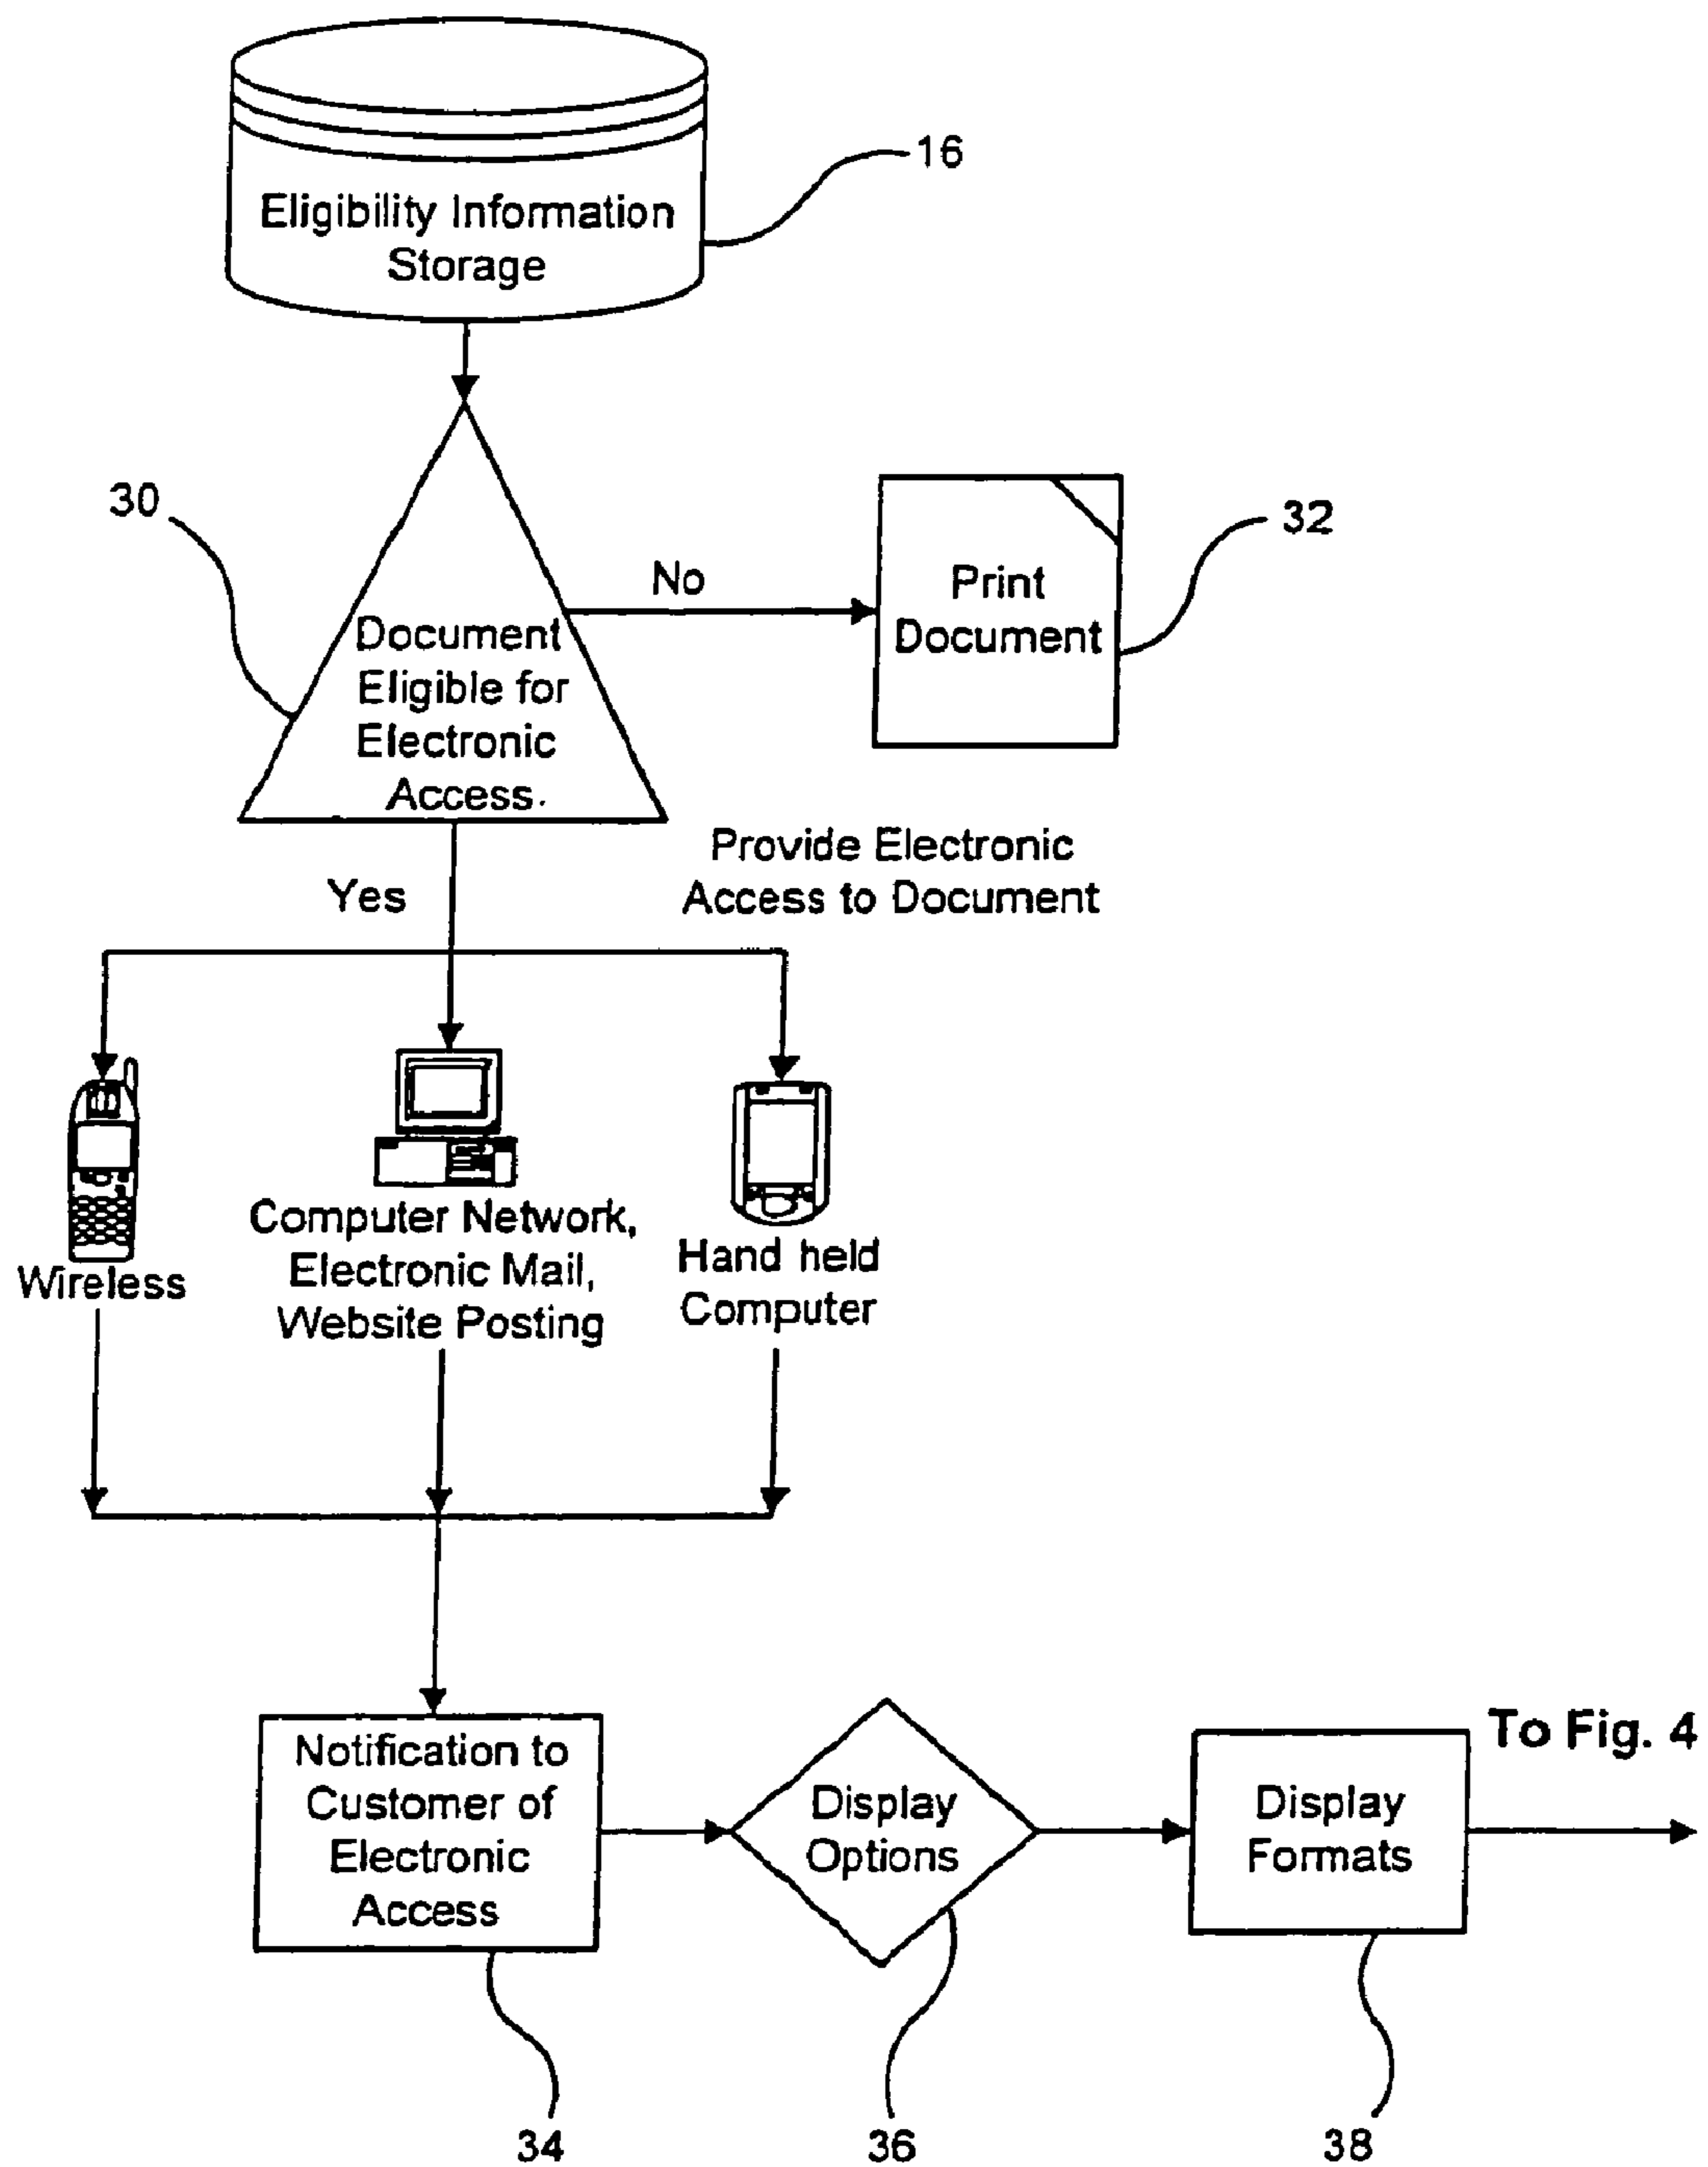 16
Eligibility Information
Storage
30
32
No
Print
Document
Document
Eligible for
Electronic
Access.
Provide Electronic
Access to Document
Yes
Wireless
Computer Network,
Electronic Mail,
Website Posting
Hand held
Computer
Notification to
Customer of
Electronic
Access
Display
Options
Display
Formats
To Fig. 4
34
36
38